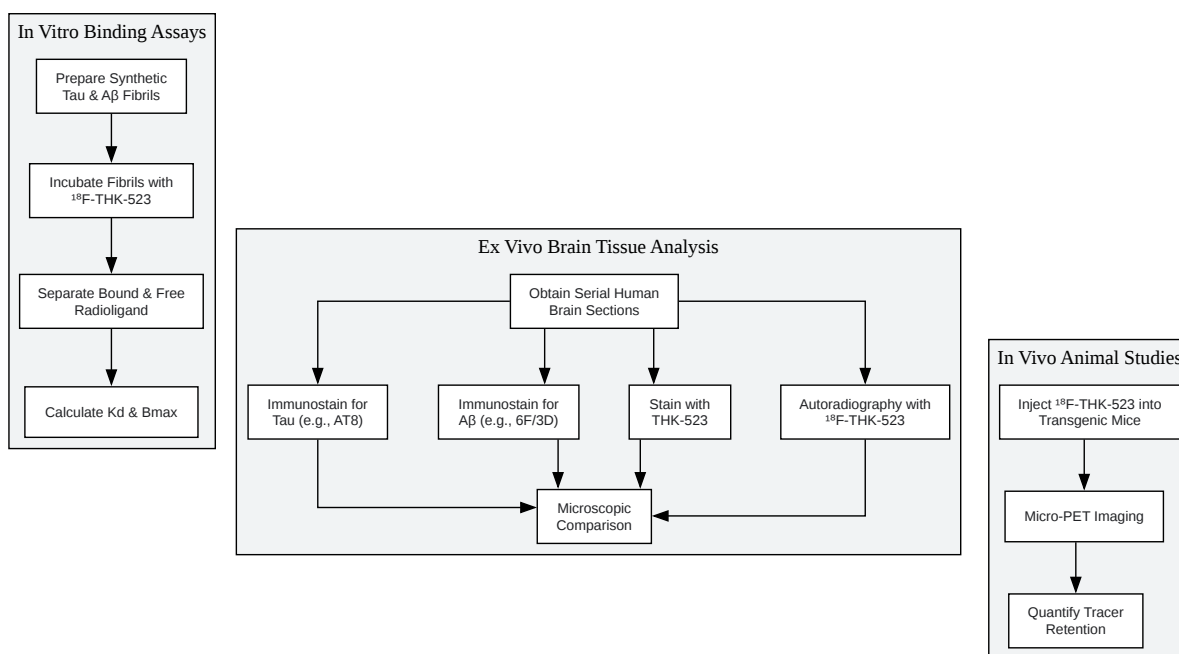 In Vitro Binding Assays
Prepare Synthetic
Tau & Aβ Fibrils
Incubate Fibrils with
¹⁸F-THK-523
Separate Bound & Free
Radioligand
Calculate Kd & Bmax
Ex Vivo Brain Tissue Analysis
Obtain Serial Human
Brain Sections
Immunostain for
Tau (e.g., AT8)
Immunostain for
Aβ (e.g., 6F/3D)
Stain with
THK-523
Autoradiography with
¹⁸F-THK-523
Microscopic
Comparison
In Vivo Animal Studies
Inject ¹⁸F-THK-523 into
Transgenic Mice
Micro-PET Imaging
Quantify Tracer
Retention